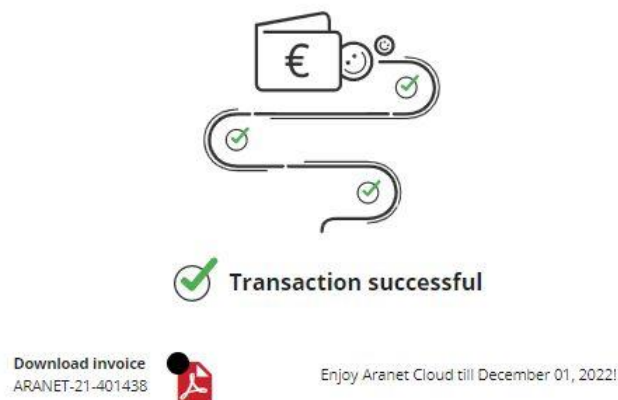 €
Transaction successful
Download invoice
ARANET-21-401438
Enjoy Aranet Cloud till December 01, 2022!